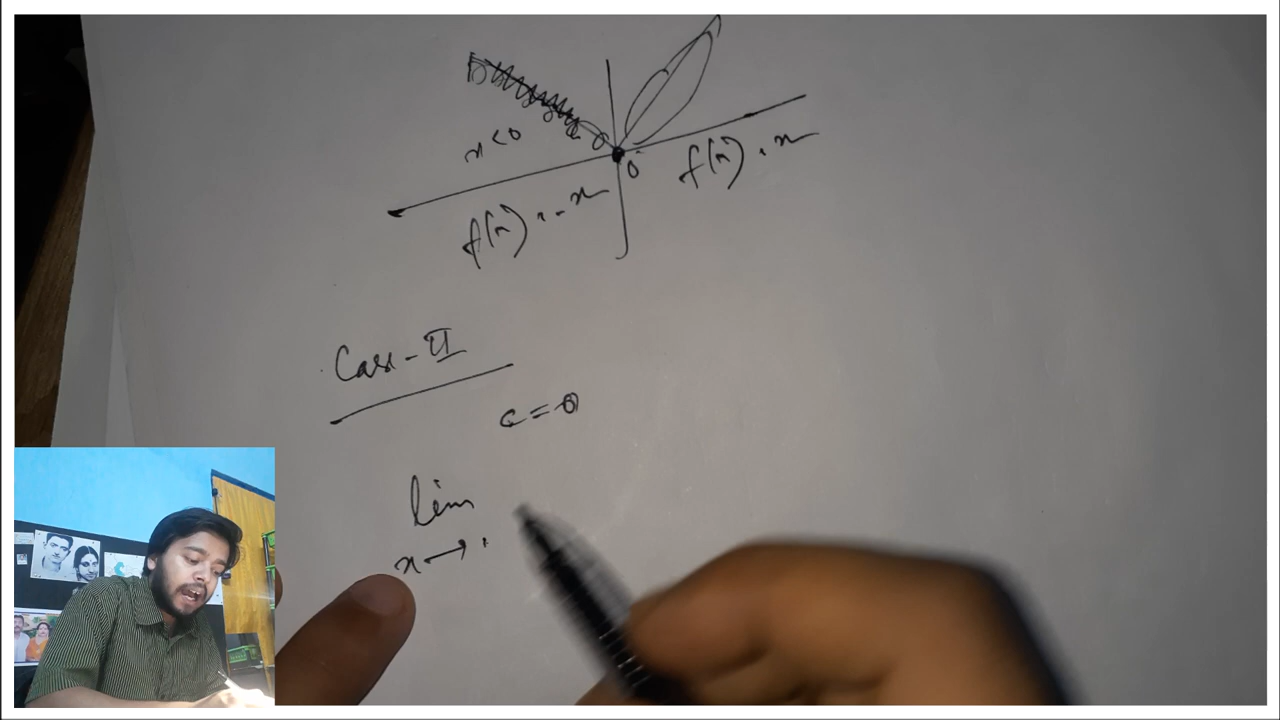 x < 0
0
f(x) = x
f(x) = -x
Case - II
c = 0
lim
x →